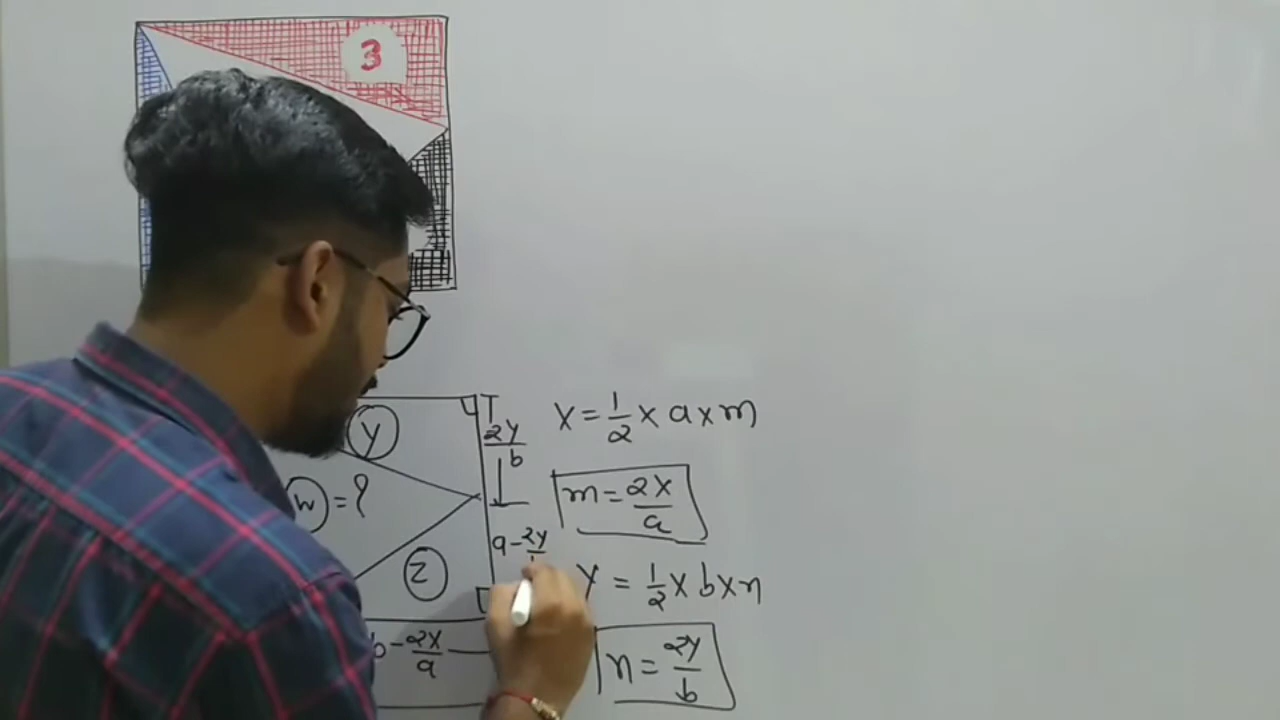 3
y
2y
b
w = ?
a - 2y
z
b - 2x
a
x = 1/2 x a x m
m = 2x/a
y = 1/2 x b x n
n = 2y/b